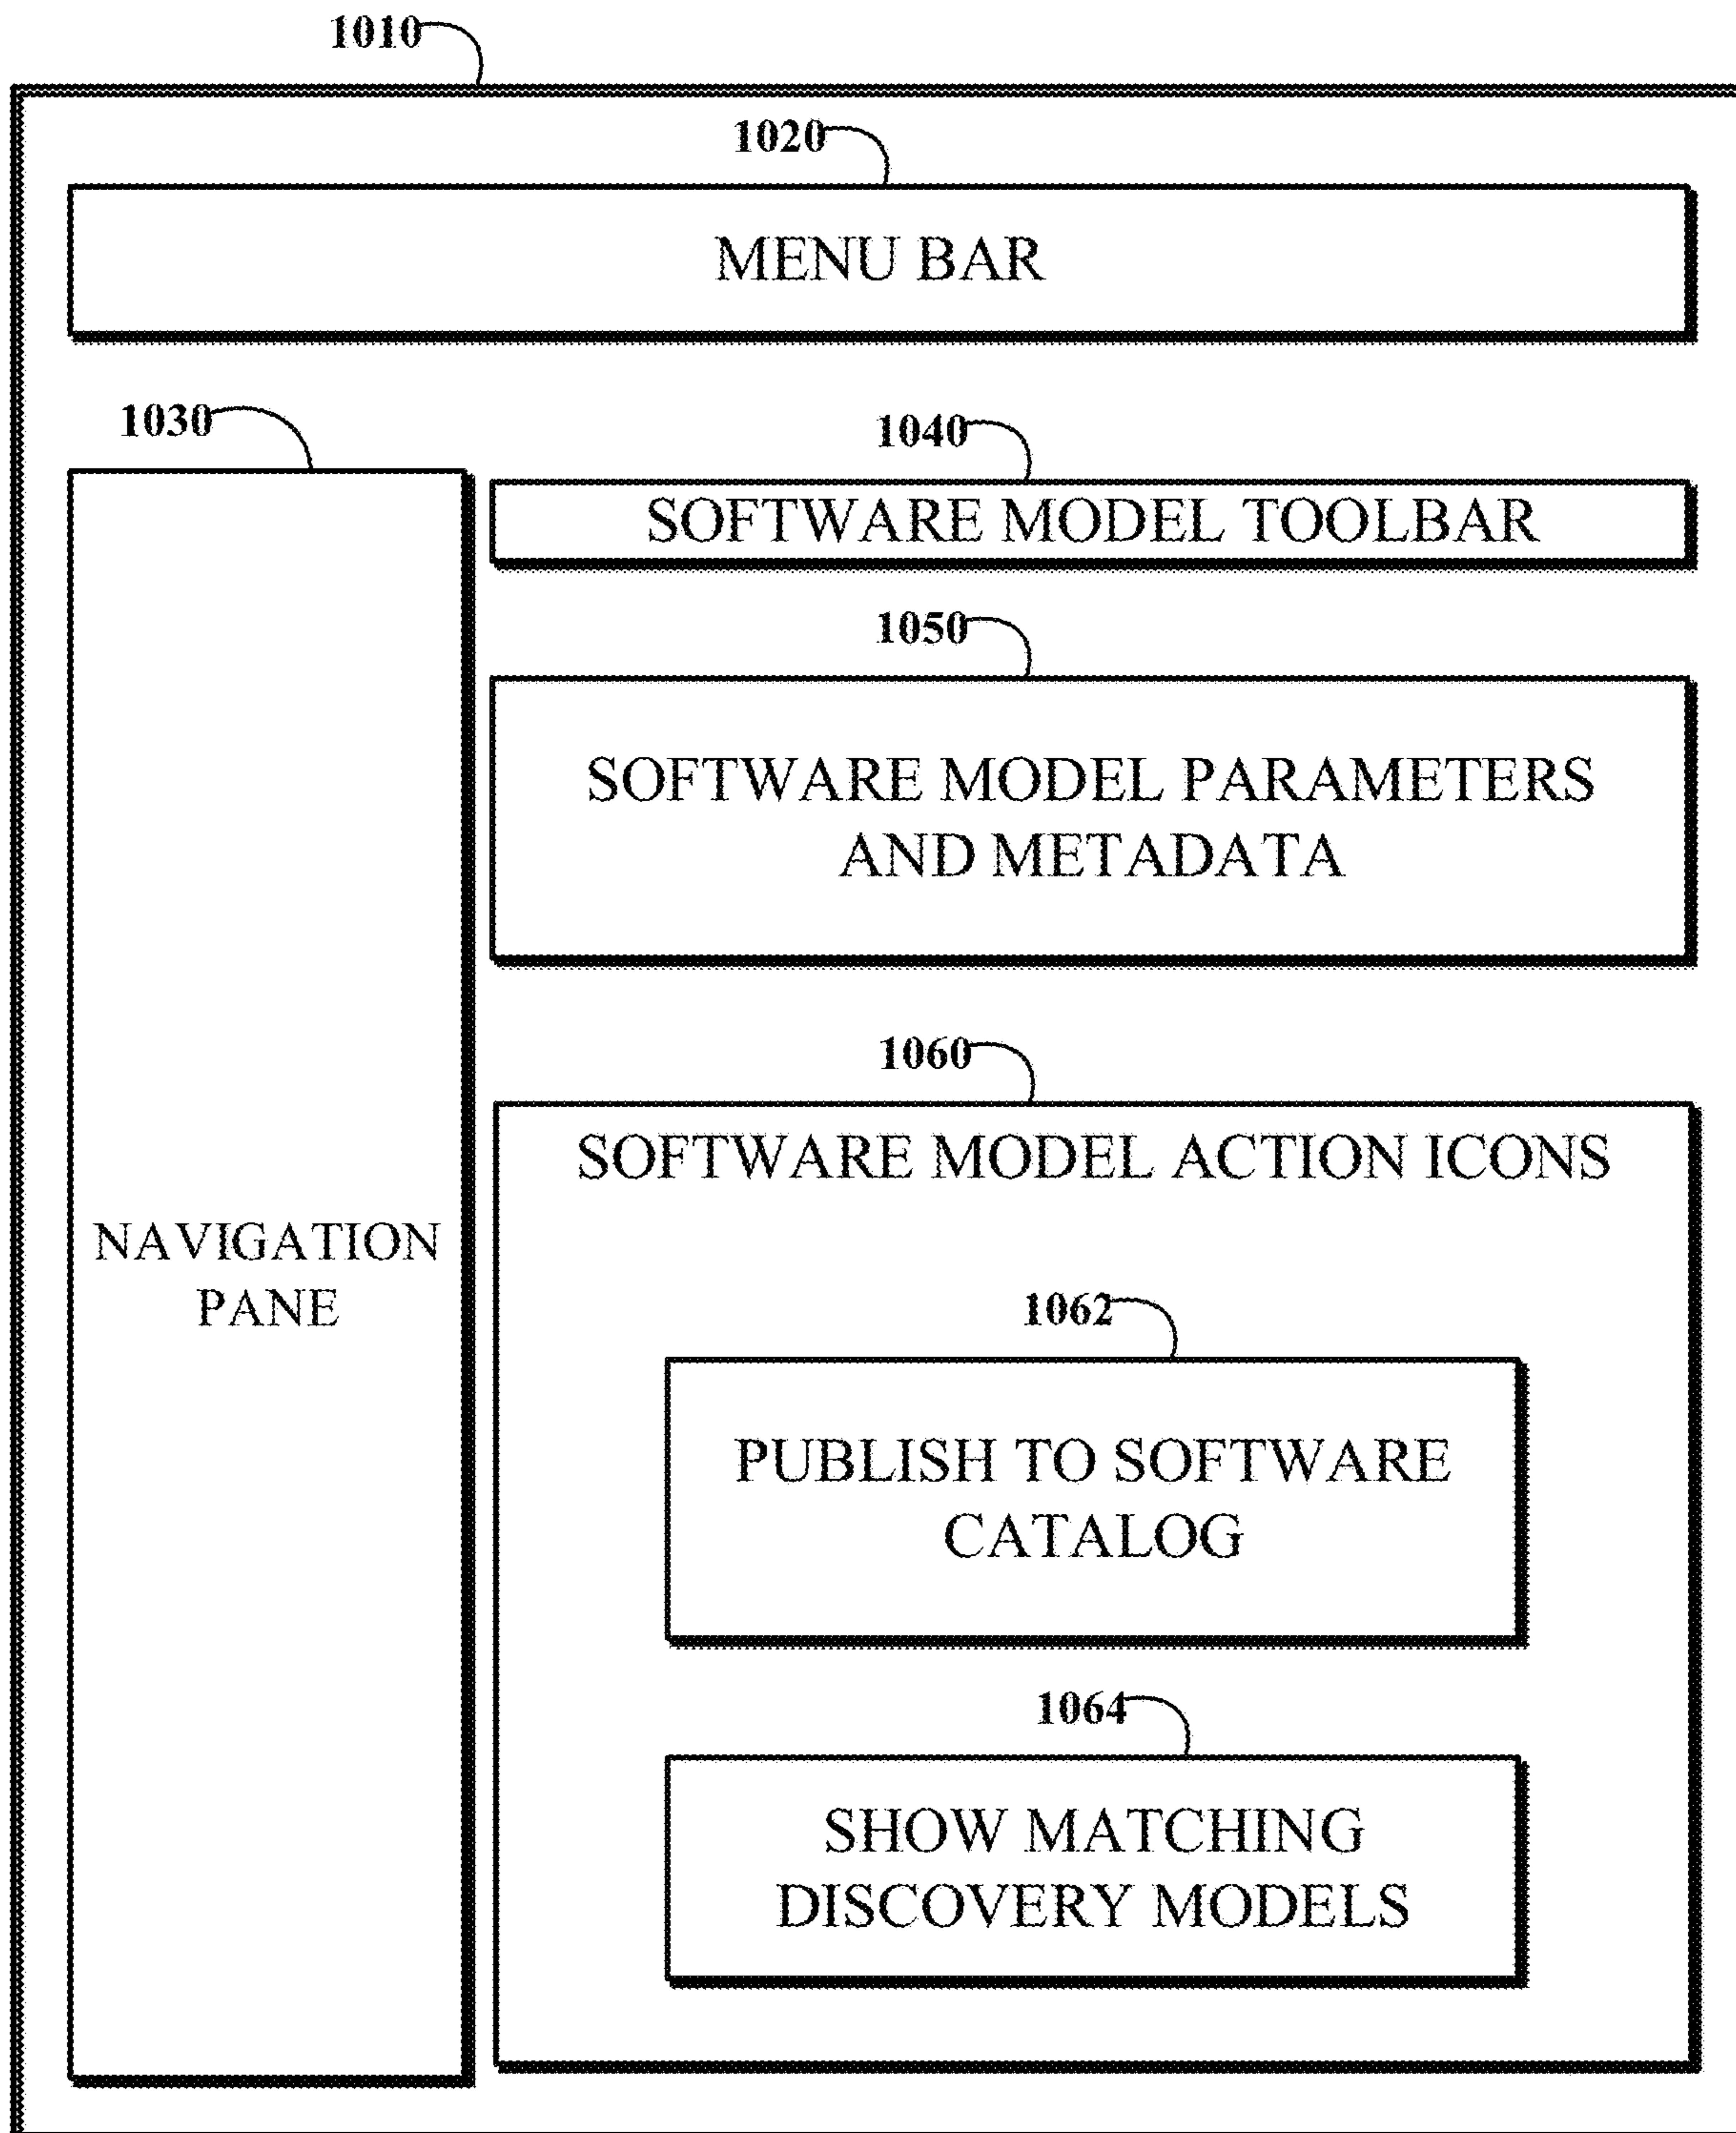 1010
1020
MENU BAR
1030
NAVIGATION
PANE
1040
SOFTWARE MODEL TOOLBAR
1050
SOFTWARE MODEL PARAMETERS
AND METADATA
1060
SOFTWARE MODEL ACTION ICONS
1062
PUBLISH TO SOFTWARE
CATALOG
1064
SHOW MATCHING
DISCOVERY MODELS